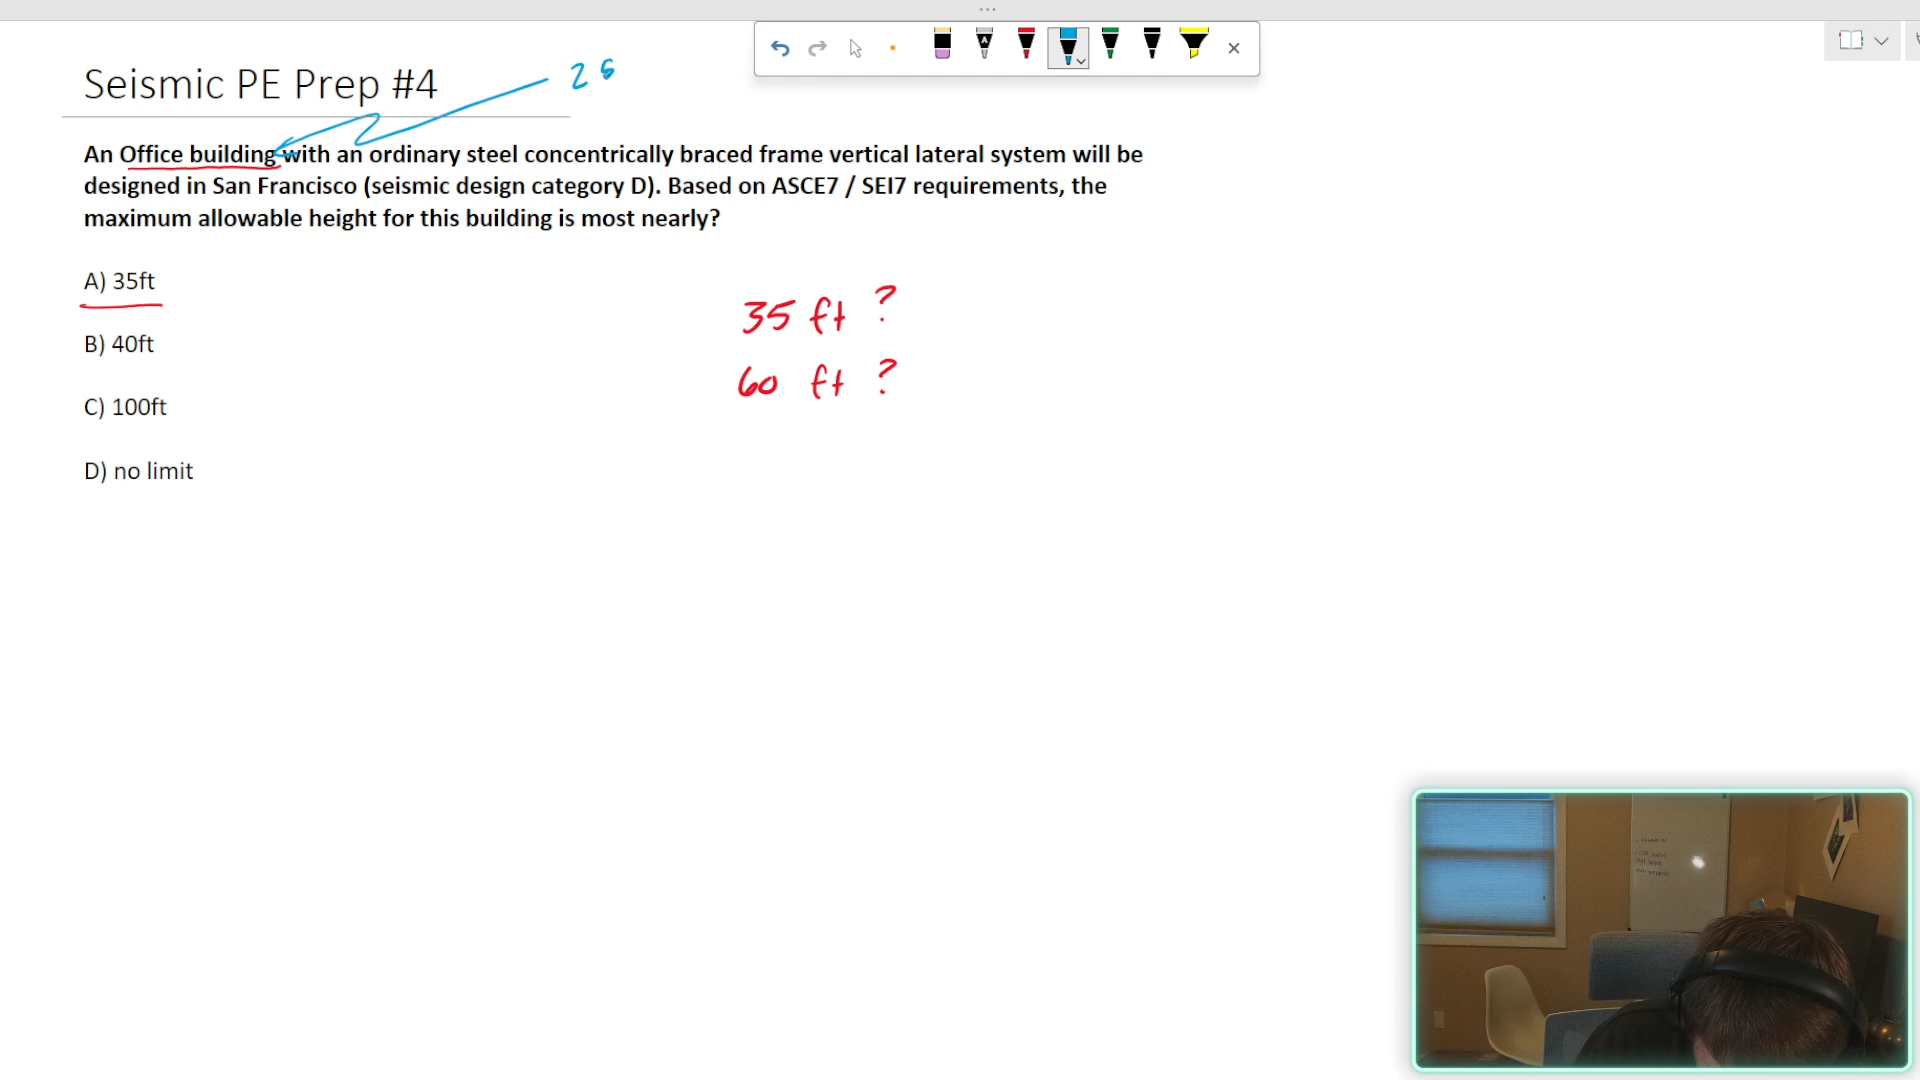 Seismic PE Prep #4
2 s
An Office building with an ordinary steel concentrically braced frame vertical lateral system will be
designed in San Francisco (seismic design category D). Based on ASCE7 / SEI7 requirements, the
maximum allowable height for this building is most nearly?
A) 35ft
B) 40ft
C) 100ft
D) no limit
35 ft ?
60 ft ?